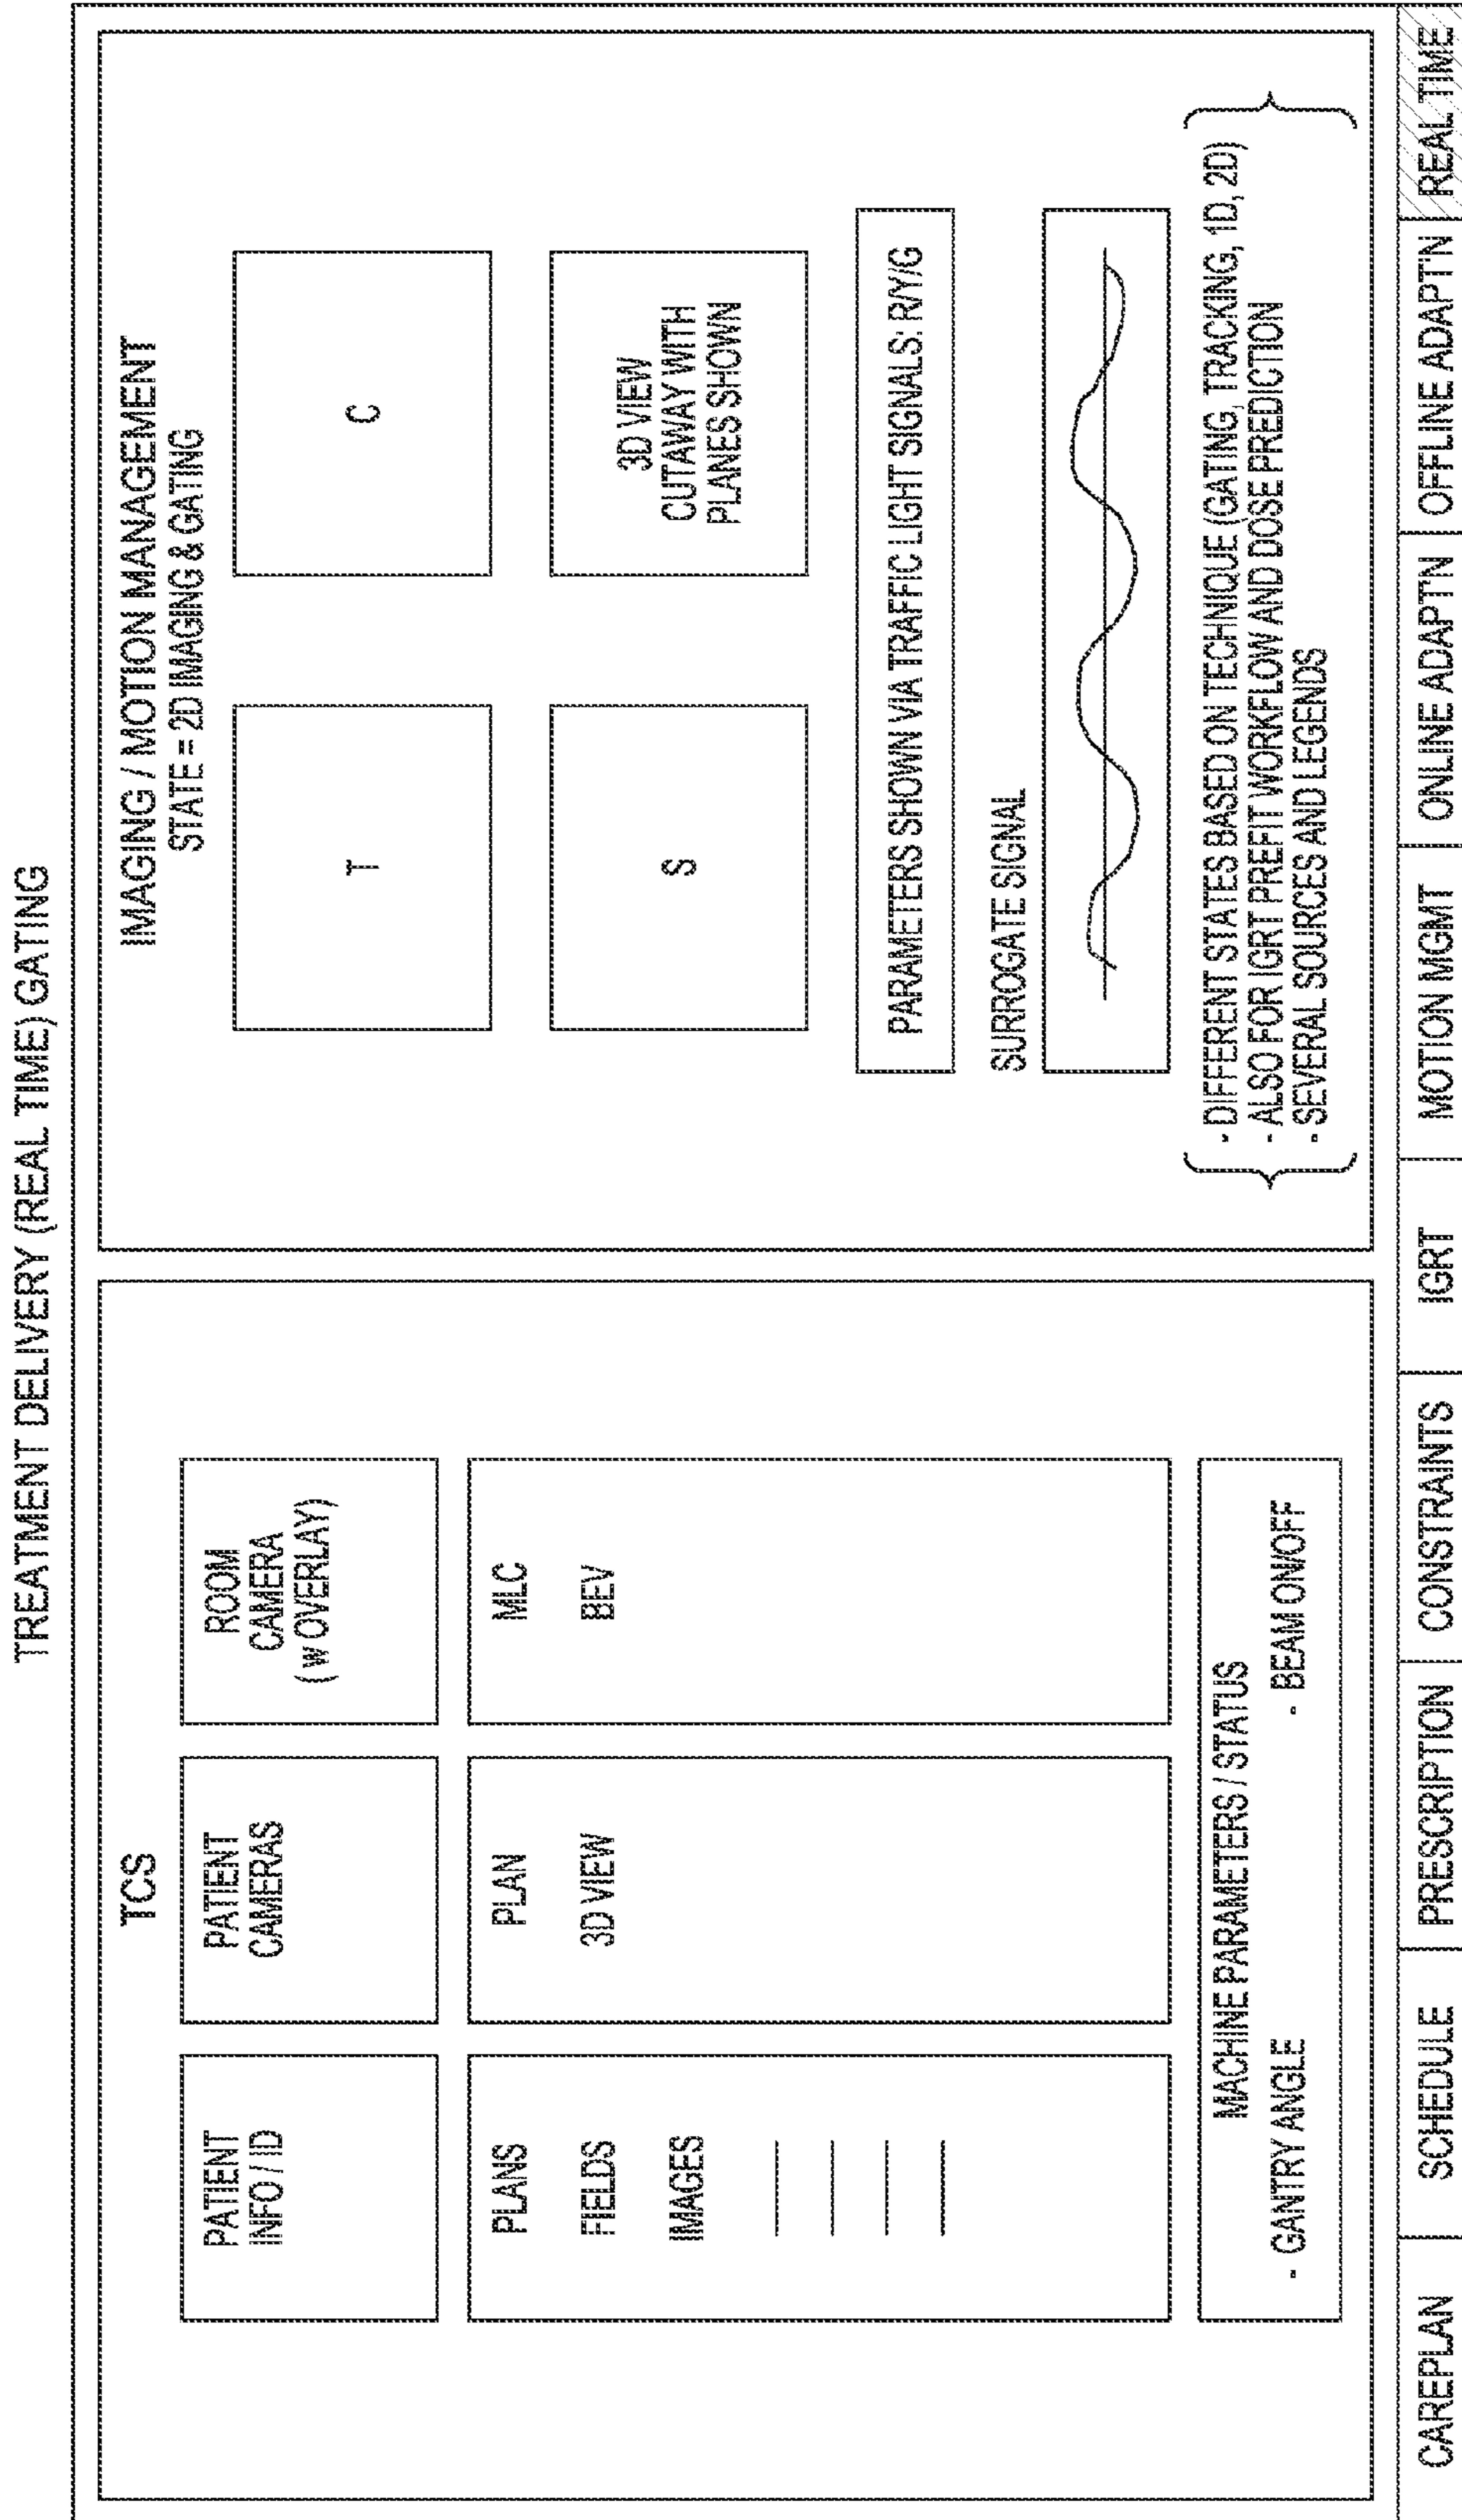 TREATMENT DELIVERY (REAL TIME) GATING
TCS
PATIENT
INFO / ID
PATIENT
CAMERAS
ROOM
CAMERA
( w OVERLAY)
PLANS
FIELDS
IMAGES
PLAN
3D VIEW
MLC
BEV
MACHINE PARAMETERS / STATUS
- GANTRY ANGLE
- BEAM ON/OFF
IMAGING / MOTION MANAGEMENT
STATE = 2D IMAGING & GATING
T
C
S
3D VIEW
CUTAWAY WITH
PLANES SHOWN
PARAMETERS SHOWN VIA TRAFFIC LIGHT SIGNALS: R/Y/G
SURROGATE SIGNAL
- DIFFERENT STATES BASED ON TECHNIQUE (GATING, TRACKING, 1D, 2D)
- ALSO FOR IGRT PREFIT WORKFLOW AND DOSE PREDICTION
- SEVERAL SOURCES AND LEGENDS
CAREPLAN
SCHEDULE
PRESCRIPTION
CONSTRAINTS
IGRT
MOTION MGMT
ONLINE ADAPTN
OFFLINE ADAPT'N
REAL TIME